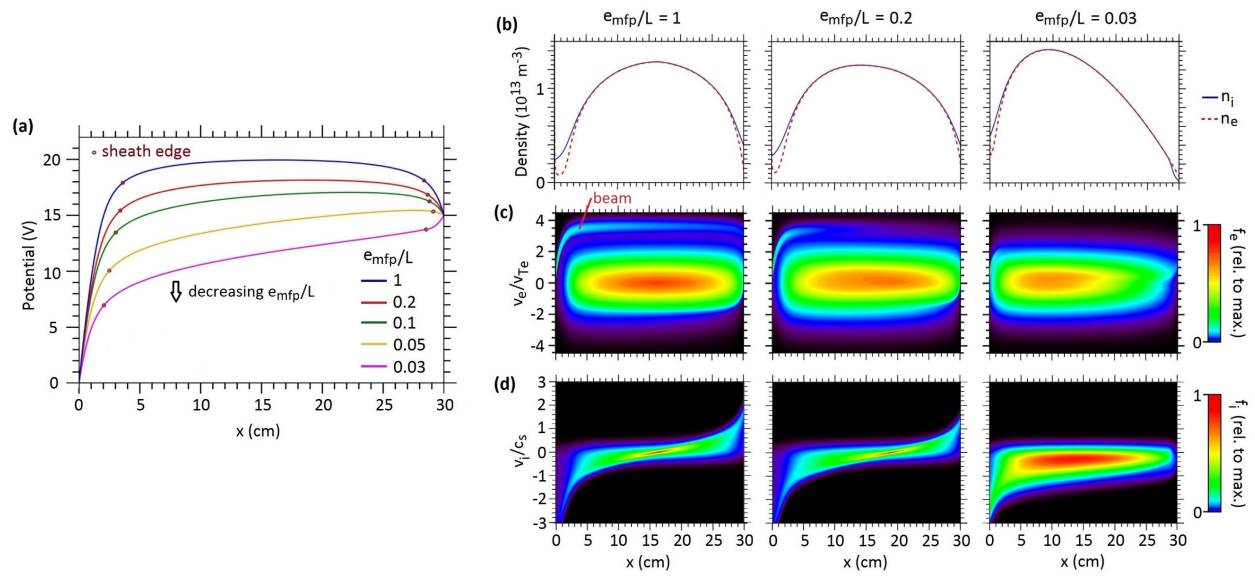 e_mfp/L = 1 e_mfp/L = 0.2 e_mfp/L = 0.03
(b)
Density (10^13 m^-3)
1
0
n_i
n_e
(a)
sheath edge
Potential (V)
20
15
10
5
0
e_mfp/L
1
0.2
0.1
0.05
0.03
decreasing e_mfp/L
0 5 10 15 20 25 30
x (cm)
(c)
beam
v_e/v_Te
4
2
0
-2
-4
1
0
f_e (rel. to max.)
(d)
v_i/c_s
3
2
1
0
-1
-2
-3
1
0
f_i (rel. to max.)
0 5 10 15 20 25 30 0 5 10 15 20 25 30 0 5 10 15 20 25 30
x (cm) x (cm) x (cm)